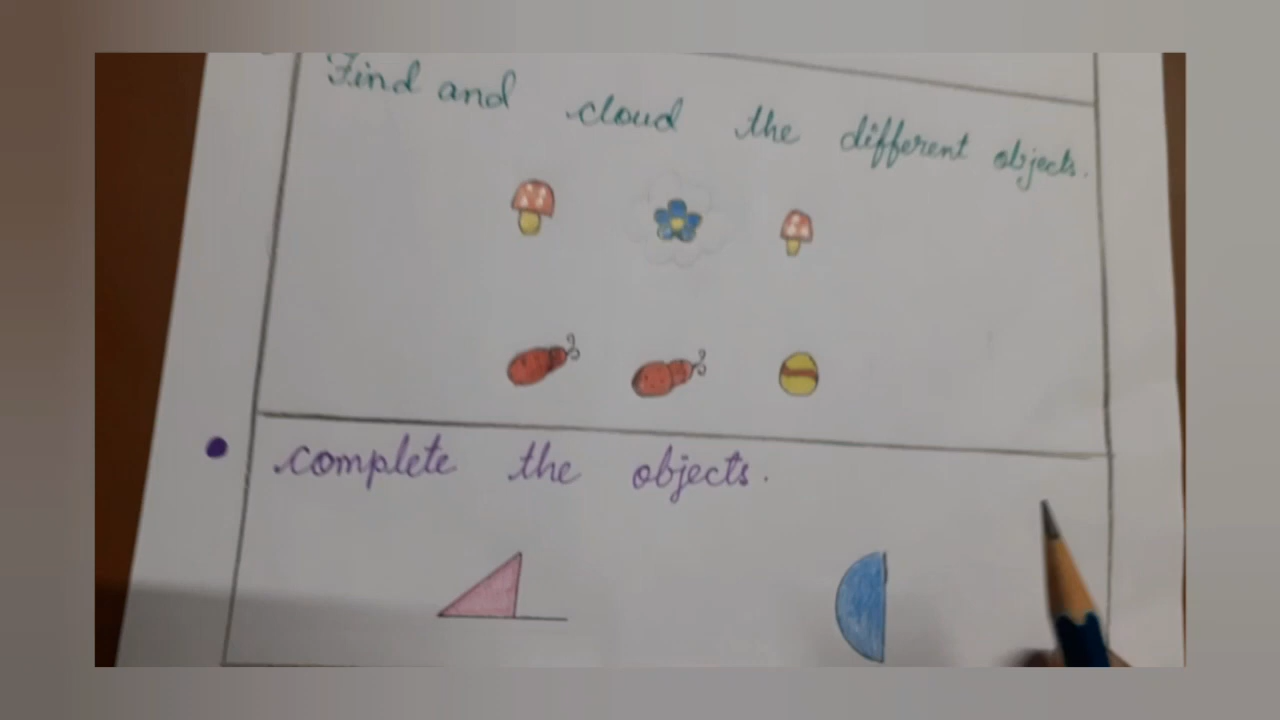 Find and cloud the different objects.
complete the objects.